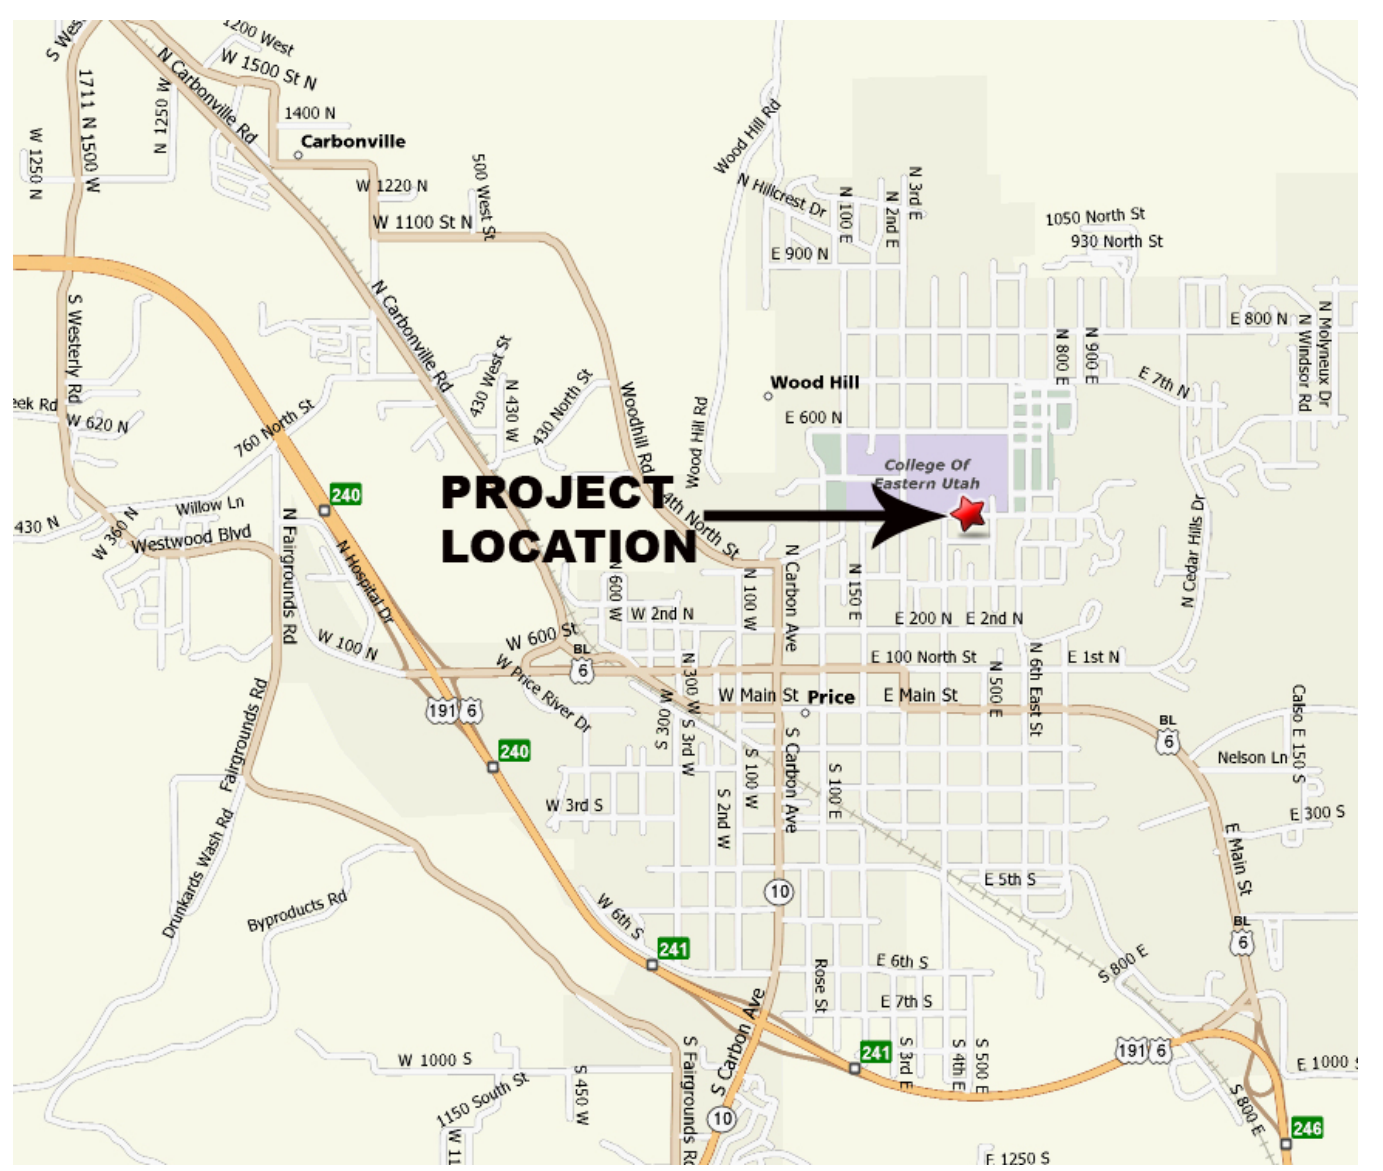 1200 West
S Wes
W 1500 St N
N Carbonville Rd
1711 N 1500 W
W 1250 N
1400 N
Carbonville
W 1250 N
W 1220 N
500 West St
W 1100 St N
Wood Hill Rd
N Hillcrest Dr
N 100 E
N 2nd E
N 3rd E
E 900 N
1050 North St
930 North St
S Westerly Rd
N Carbonville Rd
E 800 N
N Windsor Rd
N Molyneux Dr
N 800 E
N 900 E
E 7th N
430 West St
N 430 W
430 North St
Woodhill Rd
Wood Hill Rd
Wood Hill
E 600 N
eek Rd
W 620 N
760 North St
College Of
Eastern Utah
240
PROJECT
LOCATION
4th North St
Willow Ln
430 N
W 360 N
Westwood Blvd
N Fairgrounds Rd
N Hospital Dr
N Cedar Hills Dr
N 600 W
N 100 W
N Carbon Ave
N 150 E
W 2nd N
E 200 N
E 2nd N
W 100 N
W 600 St
BL
6
N 300 W
E 100 North St
N 500 E
N 6th East St
E 1st N
W Price River Dr
W Main St
Price
E Main St
191
6
Fairgrounds Rd
S 300 W
S 3rd W
S 100 W
S Carbon Ave
BL
6
Calso E 150 S
Nelson Ln
240
W 3rd S
S 2nd W
S 100 E
E 300 S
Drunkards Wash Rd
E Main St
E 5th S
10
Byproducts Rd
W 6th S
BL
6
241
Rose St
E 6th S
S 800 E
E 7th S
S Carbon Ave
W 1000 S
S Fairgrounds Rd
241
S 3rd E
S 4th E
S 500 E
191
6
E 1000 S
1150 South St
S 450 W
S 800 E
10
246
W 11
E 1250 S